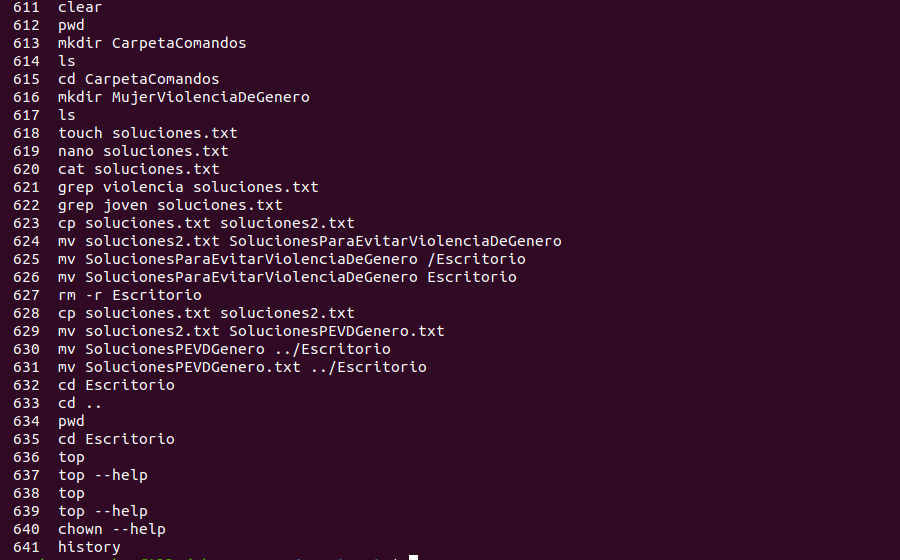 611 clear
612 pwd
613 mkdir CarpetaComandos
614 ls
615 cd CarpetaComandos
616 mkdir MujerViolenciaDeGenero
617 ls
618 touch soluciones.txt
619 nano soluciones.txt
620 cat soluciones.txt
621 grep violencia soluciones.txt
622 grep joven soluciones.txt
623 cp soluciones.txt soluciones2.txt
624 mv soluciones2.txt SolucionesParaEvitarViolenciaDeGenero
625 mv SolucionesParaEvitarViolenciaDeGenero /Escritorio
626 mv SolucionesParaEvitarViolenciaDeGenero Escritorio
627 rm -r Escritorio
628 cp soluciones.txt soluciones2.txt
629 mv soluciones2.txt SolucionesPEVDGenero.txt
630 mv SolucionesPEVDGenero ../Escritorio
631 mv SolucionesPEVDGenero.txt ../Escritorio
632 cd Escritorio
633 cd ..
634 pwd
635 cd Escritorio
636 top
637 top --help
638 top
639 top --help
640 chown --help
641 history